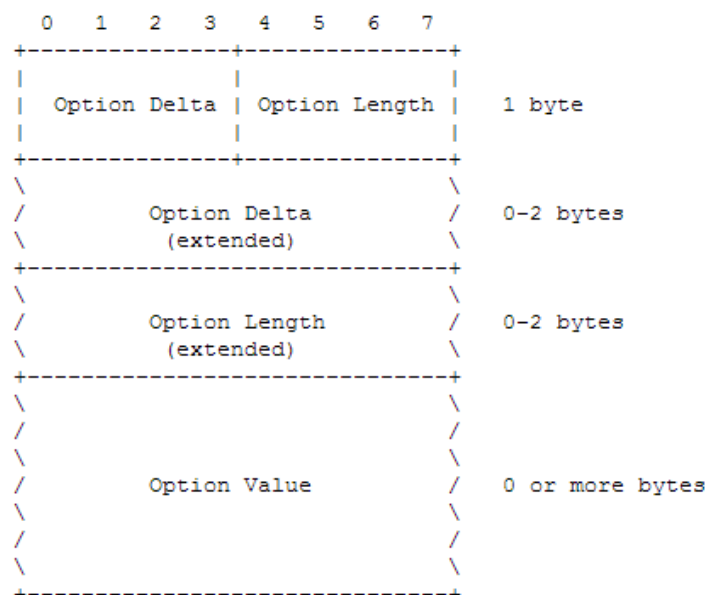 0 1 2 3 4 5 6 7
Option Delta | Option Length 1 byte
Option Delta 0-2 bytes
(extended)
Option Length 0-2 bytes
(extended)
Option Value 0 or more bytes